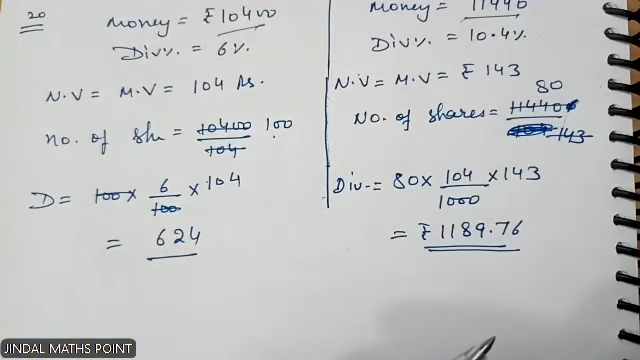 20
Money = ₹10400
Div% = 6%
N.V = M.V = 104 Rs.
no. of sha = 10400 / 104 100
D = 100 × 6/100 × 104
= 624
Money = 11440
Div% = 10.4%
N.V = M.V = ₹ 143
80
No. of shares = 11440 / 143
Div. = 80 × 104/1000 × 143
= ₹1189.76
JINDAL MATHS POINT